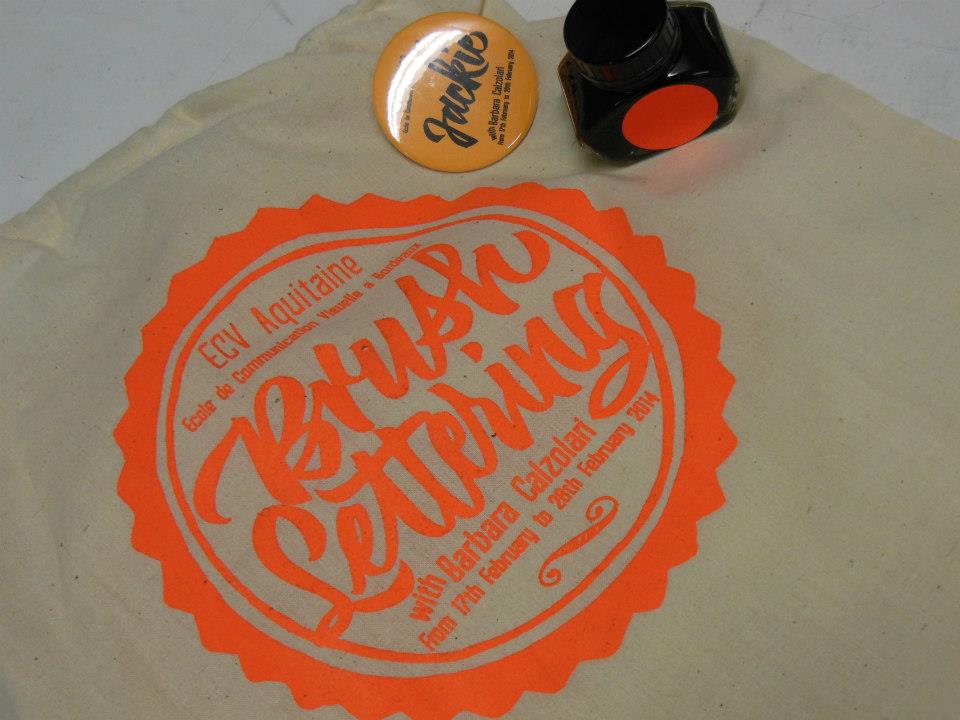 Jackie
with Barbara Calzolari
From 17th February to 28th February 2014
ECV Aquitaine
Ecole de Communication Visuelle a Bordeaux
Brush
Lettering
with Barbara Calzolari
From 17th February to 28th February 2014